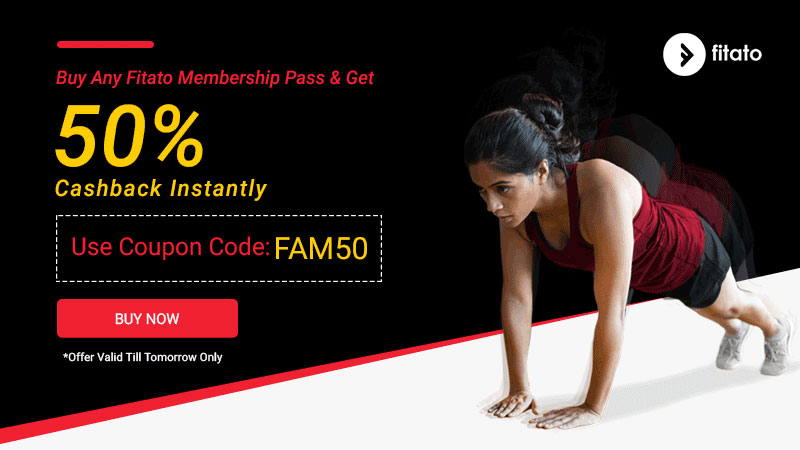 fitato
Buy Any Fitato Membership Pass & Get
50%
Cashback Instantly
Use Coupon Code: FAM50
BUY NOW
*Offer Valid Till Tomorrow Only